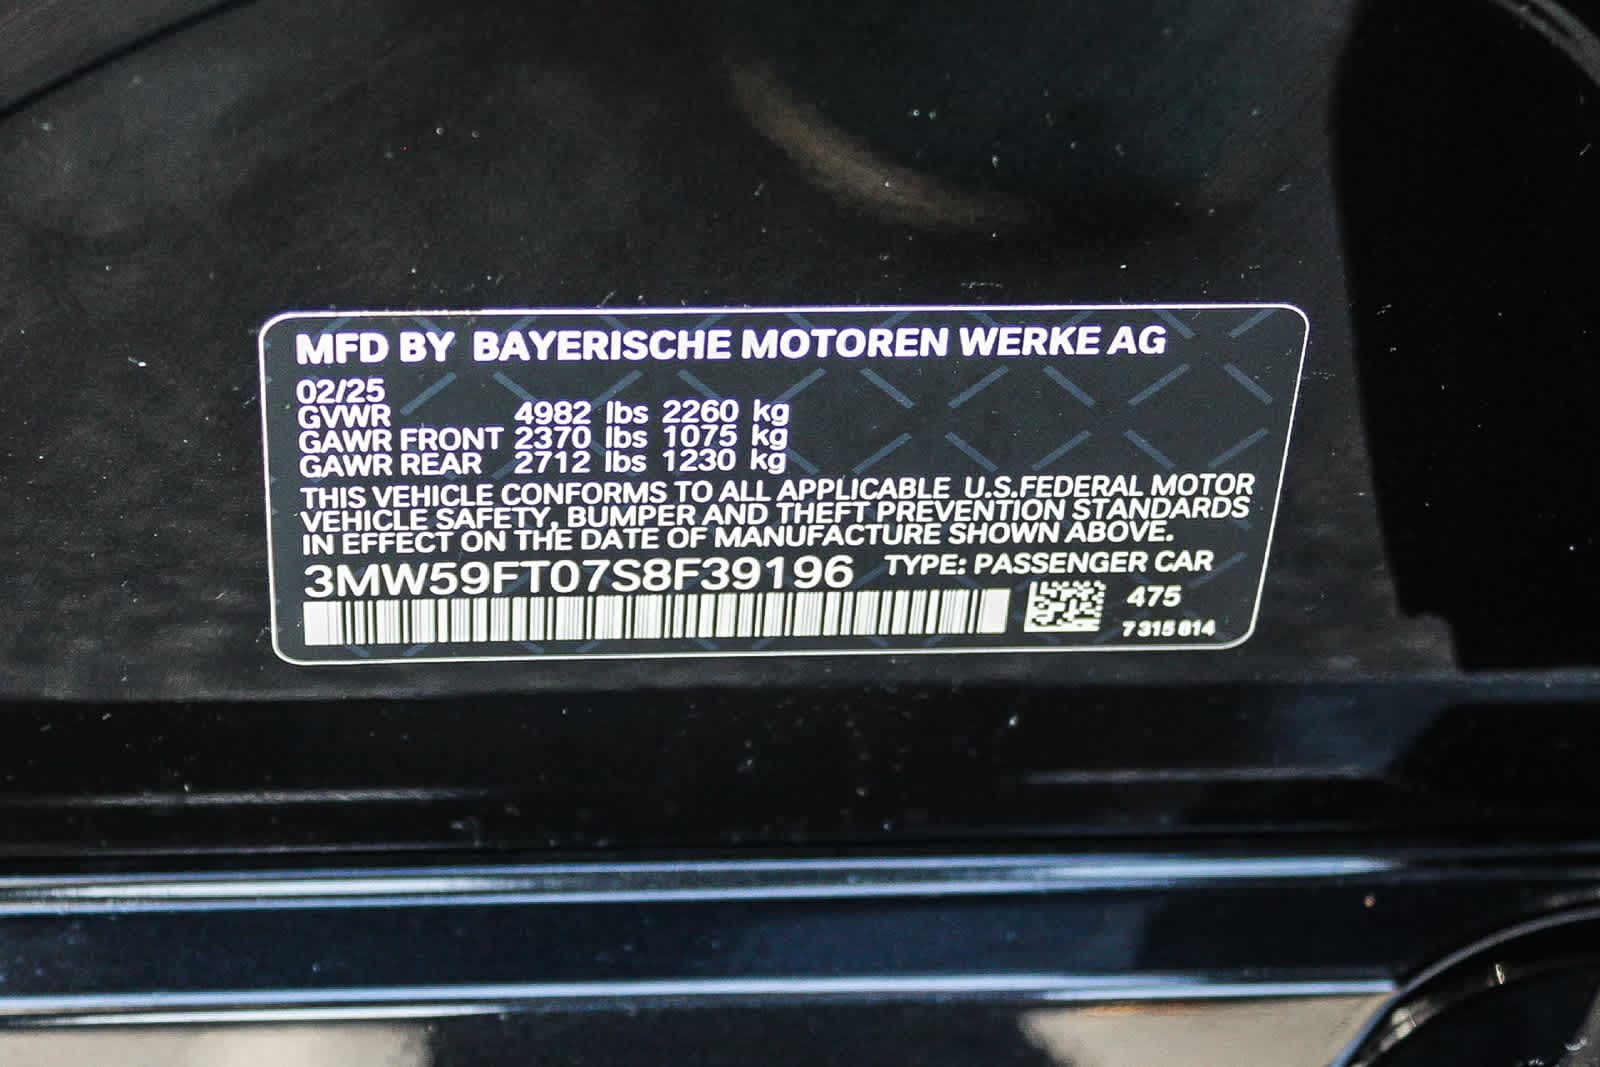 MFD BY BAYERISCHE MOTOREN WERKE AG
02/25
GVWR 4982 lbs 2260 kg
GAWR FRONT 2370 lbs 1075 kg
GAWR REAR 2712 lbs 1230 kg
THIS VEHICLE CONFORMS TO ALL APPLICABLE U.S.FEDERAL MOTOR
VEHICLE SAFETY, BUMPER AND THEFT PREVENTION STANDARDS
IN EFFECT ON THE DATE OF MANUFACTURE SHOWN ABOVE.
3MW59FT07S8F39196 TYPE: PASSENGER CAR
475
7 315 814